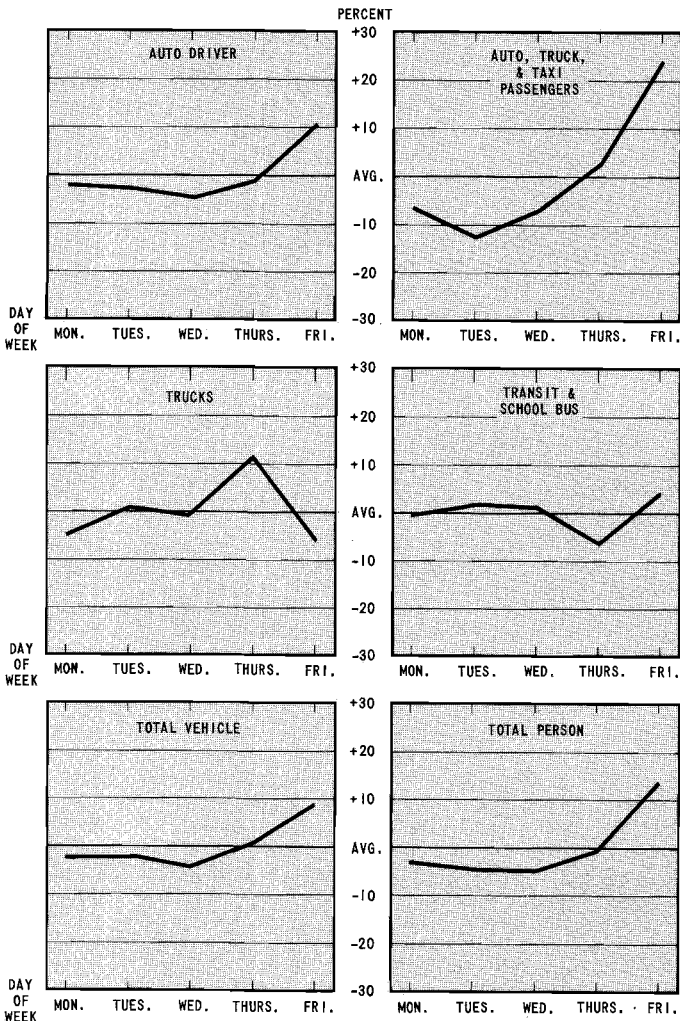 PERCENT
AUTO DRIVER
+30
AUTO, TRUCK,
& TAXI
PASSENGERS
+20
+10
AVG.
-10
-20
-30
DAY
OF
WEEK
MON. TUES. WED. THURS. FRI.
MON. TUES. WED. THURS. FRI.
TRUCKS
+30
TRANSIT &
SCHOOL BUS
+20
+10
AVG.
-10
-20
-30
DAY
OF
WEEK
MON. TUES. WED. THURS. FRI.
MON. TUES. WED. THURS. FRI.
TOTAL VEHICLE
+30
TOTAL PERSON
+20
+10
AVG.
-10
-20
-30
DAY
OF
WEEK
MON. TUES. WED. THURS. FRI.
MON. TUES. WED. THURS. FRI.